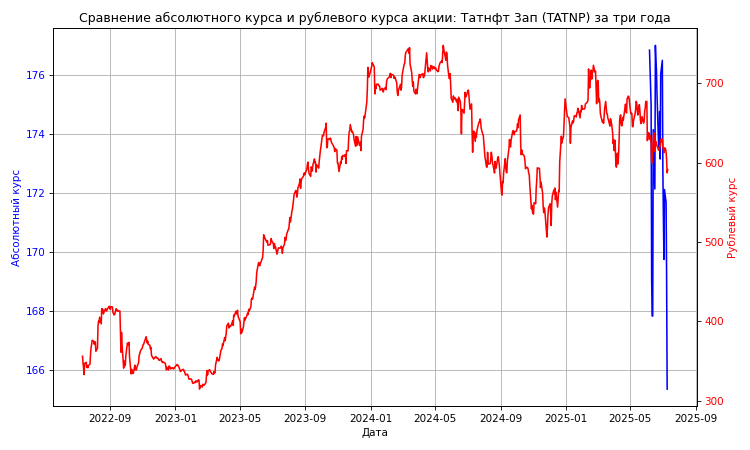 Сравнение абсолютного курса и рублевого курса акции: Татнфт 3ап (TATNP) за три года
176
174
172
170
168
166
Абсолютный курс
700
600
500
400
300
Рублевый курс
2022-09 2023-01 2023-05 2023-09 2024-01 2024-05 2024-09 2025-01 2025-05 2025-09
Дата